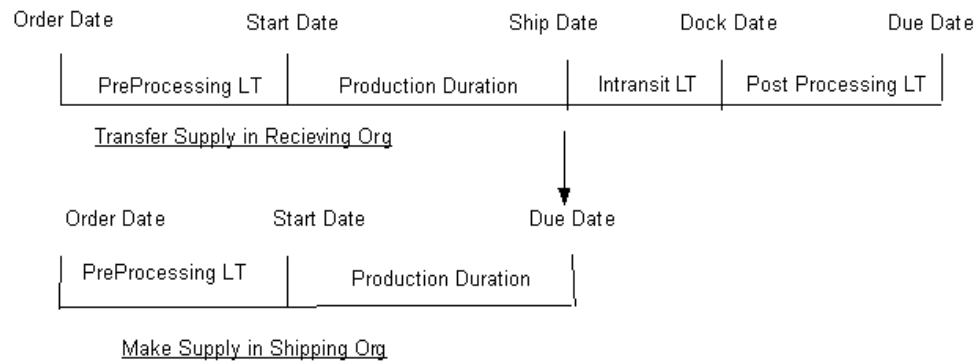 Order Date Start Date Ship Date Dock Date Due Date
PreProcessing LT Production Duration Intransit LT Post Processing LT
Transfer Supply in Recieving Org
Order Date Start Date Due Date
PreProcessing LT Production Duration
Make Supply in Shipping Org